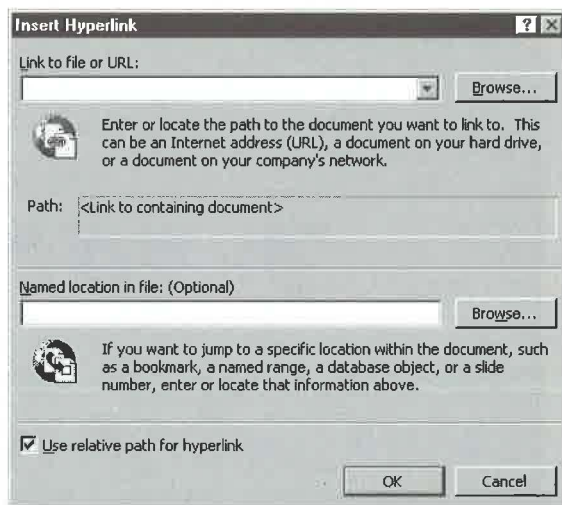 Insert Hyperlink
Link to file or URL:
Browse...
Enter or locate the path to the document you want to link to. This
can be an Internet address (URL), a document on your hard drive,
or a document on your company's network.
Path: <Link to containing document>
Named location in file: (Optional)
Browse...
If you want to jump to a specific location within the document, such
as a bookmark, a named range, a database object, or a slide
number, enter or locate that information above.
Use relative path for hyperlink
OK Cancel